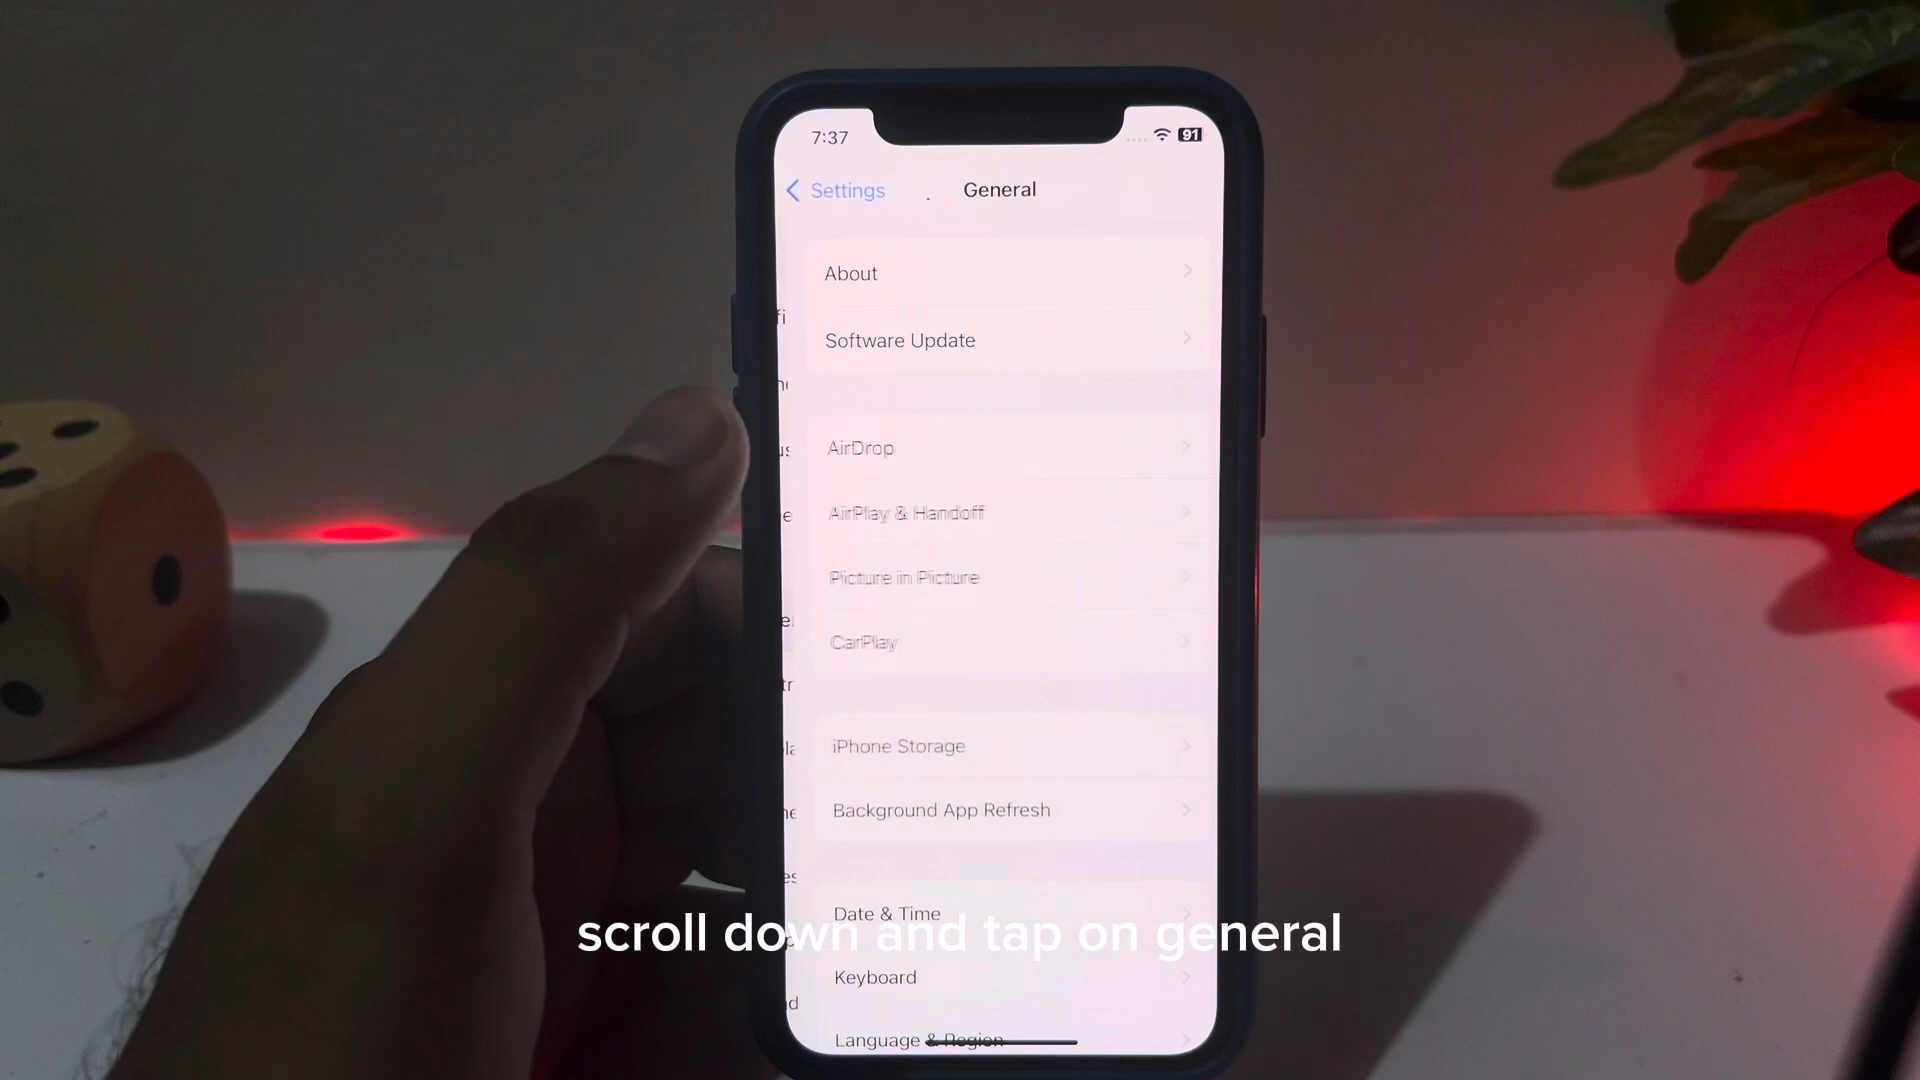 7:37
91
Settings
General
About
Software Update
AirDrop
AirPlay & Handoff
Picture in Picture
CarPlay
iPhone Storage
Background App Refresh
Date & Time
scroll down and tap on general
Keyboard
Language & Region